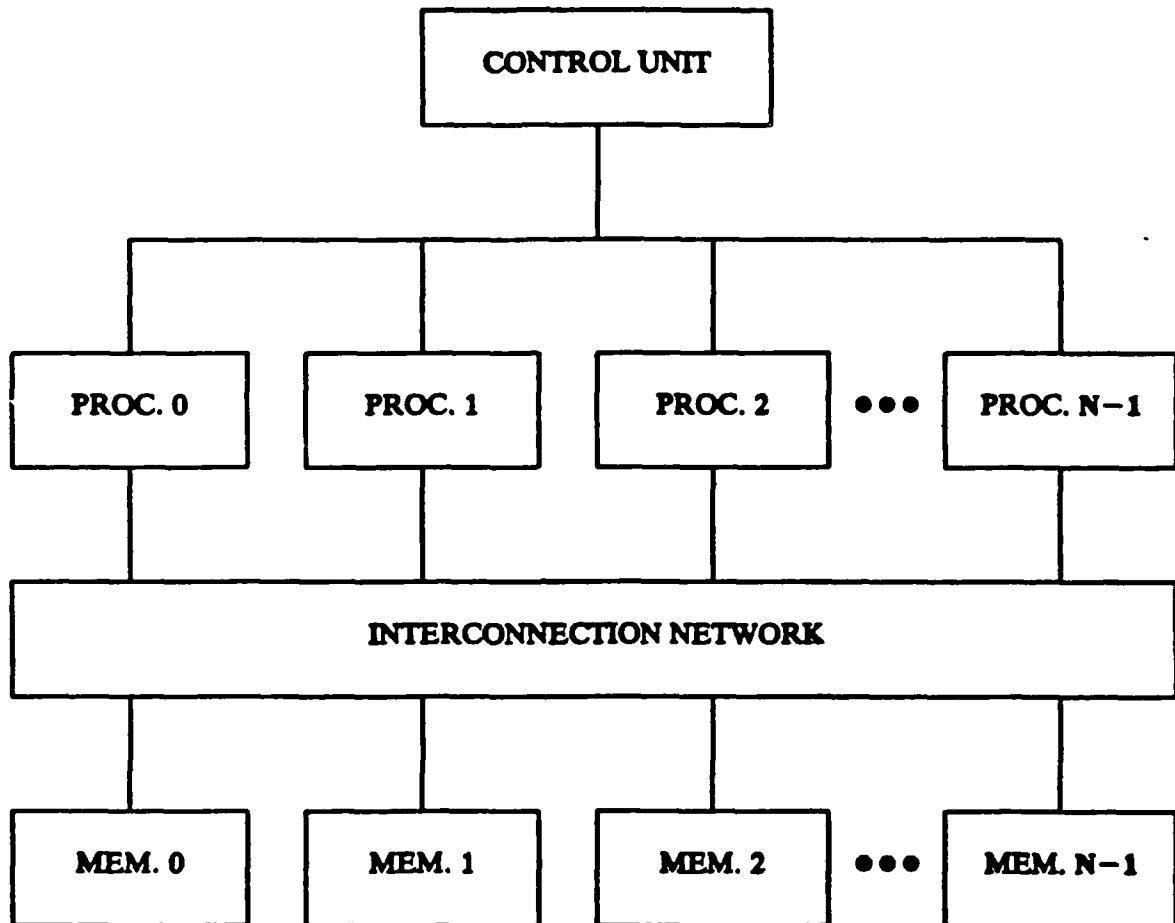 CONTROL UNIT
PROC. 0 PROC. 1 PROC. 2 ••• PROC. N−1
INTERCONNECTION NETWORK
MEM. 0 MEM. 1 MEM. 2 ••• MEM. N−1